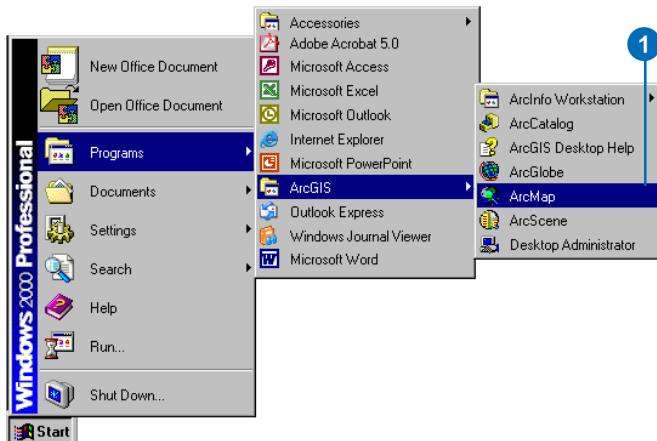 New Office Document
Open Office Document
Programs
Documents
Settings
Search
Help
Run...
Shut Down...
Windows 2000 Professional
Start
Accessories
Adobe Acrobat 5.0
Microsoft Access
Microsoft Excel
Microsoft Outlook
Internet Explorer
Microsoft PowerPoint
ArcGIS
Outlook Express
Windows Journal Viewer
Microsoft Word
1
ArcInfo Workstation
ArcCatalog
ArcGIS Desktop Help
ArcGlobe
ArcMap
ArcScene
Desktop Administrator